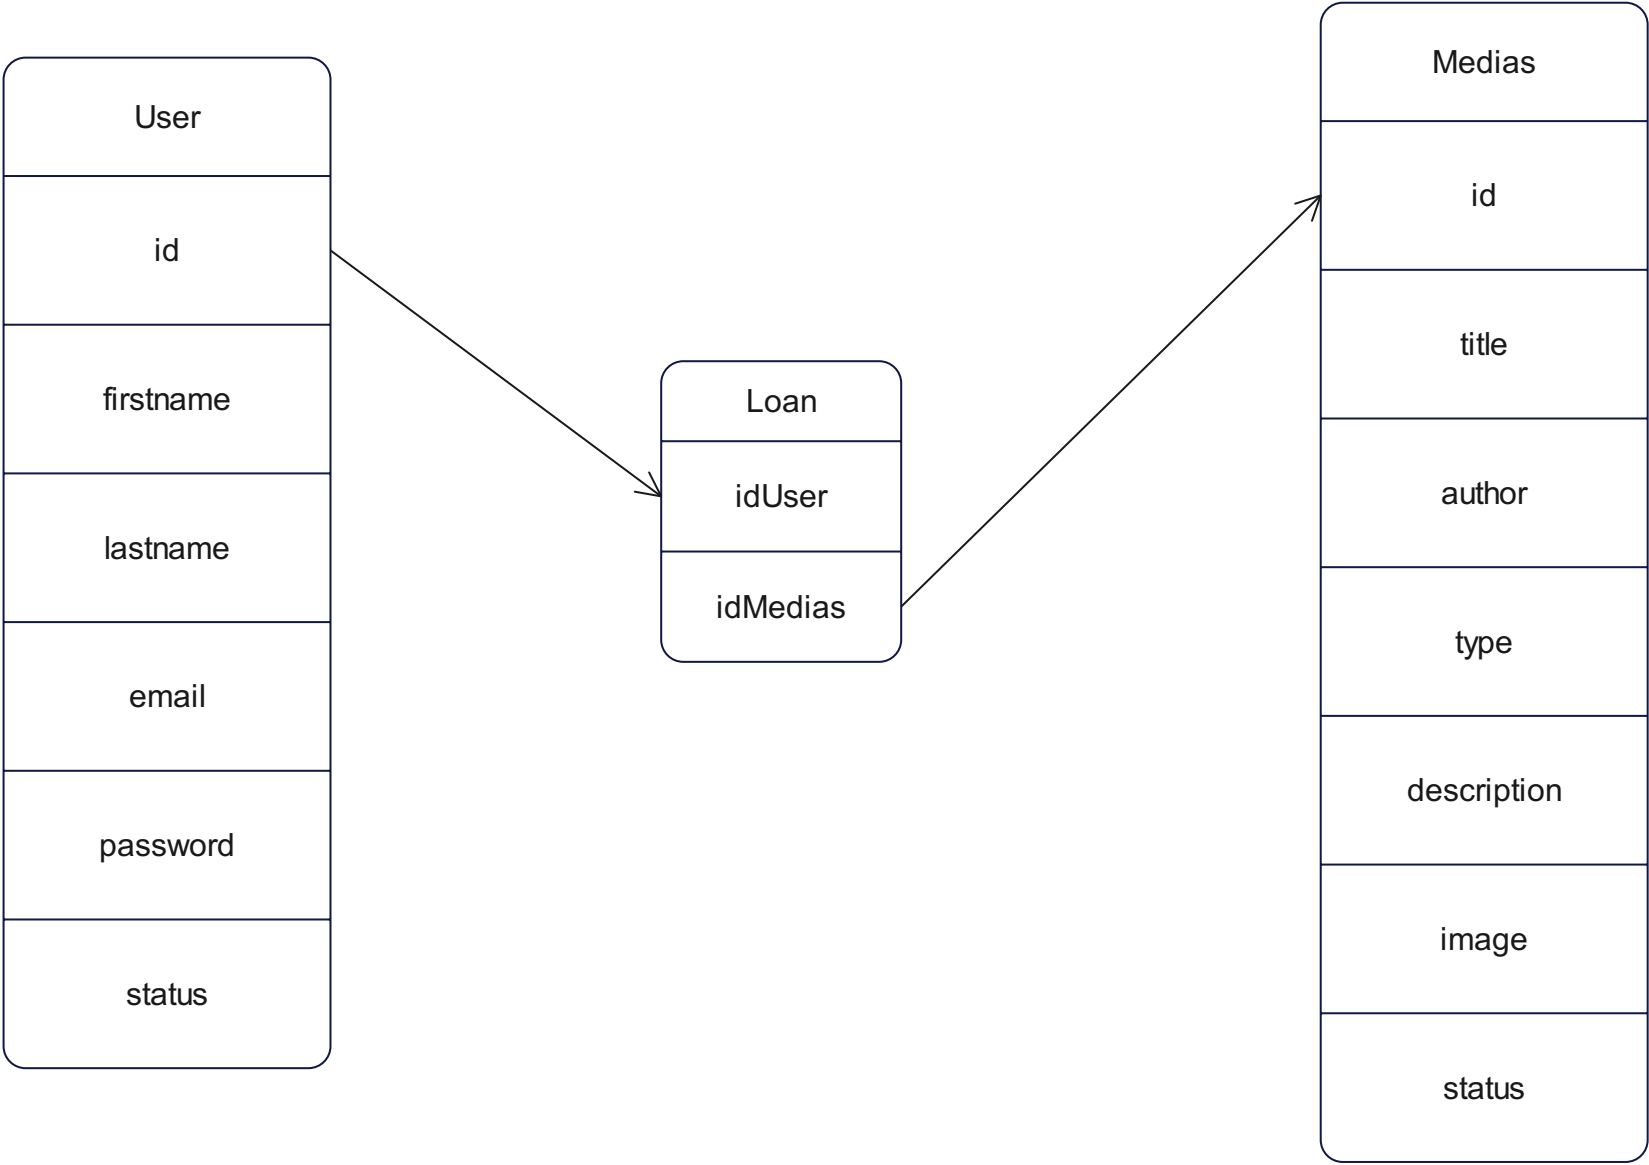 User
id
firstname
lastname
email
password
status
Loan
idUser
idMedias
Medias
id
title
author
type
description
image
status